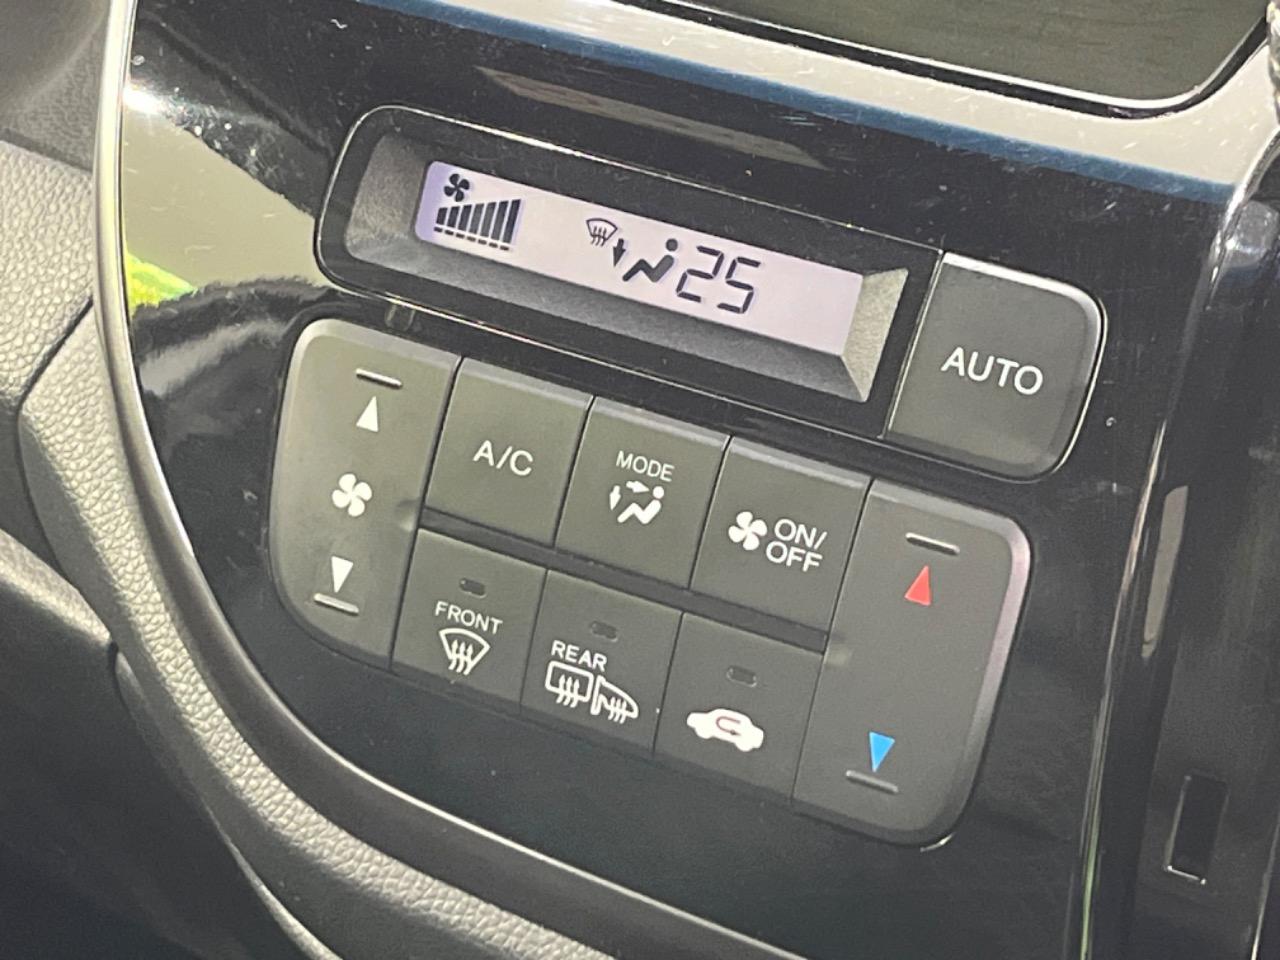 25
AUTO
A/C
MODE
ON/
OFF
FRONT
REAR